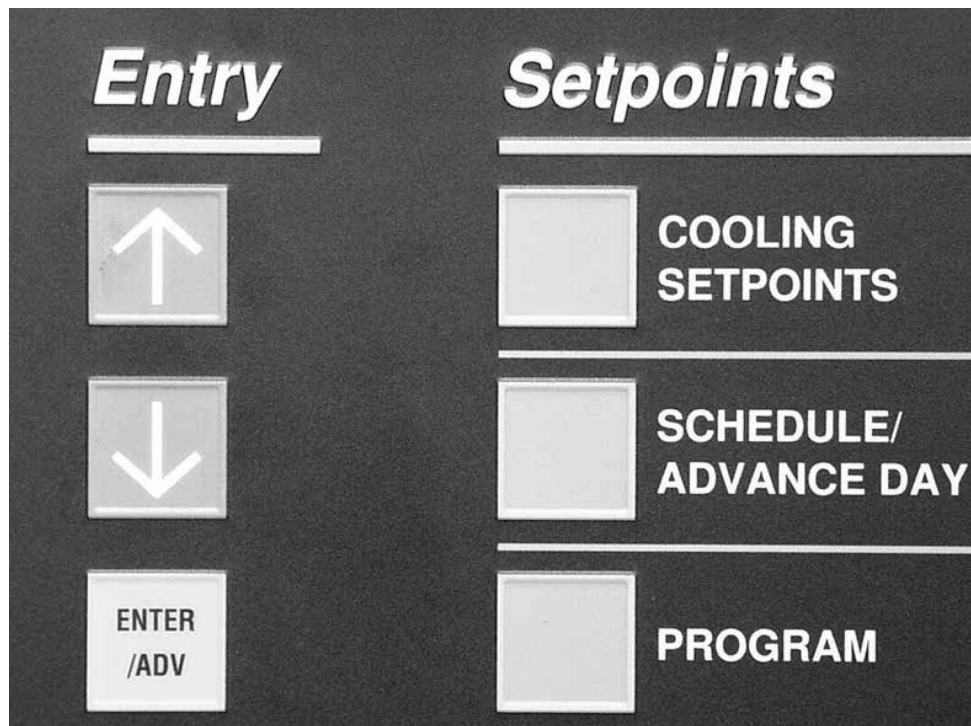 Entry
ENTER
/ADV
Setpoints
COOLING
SETPOINTS
SCHEDULE/
ADVANCE DAY
PROGRAM